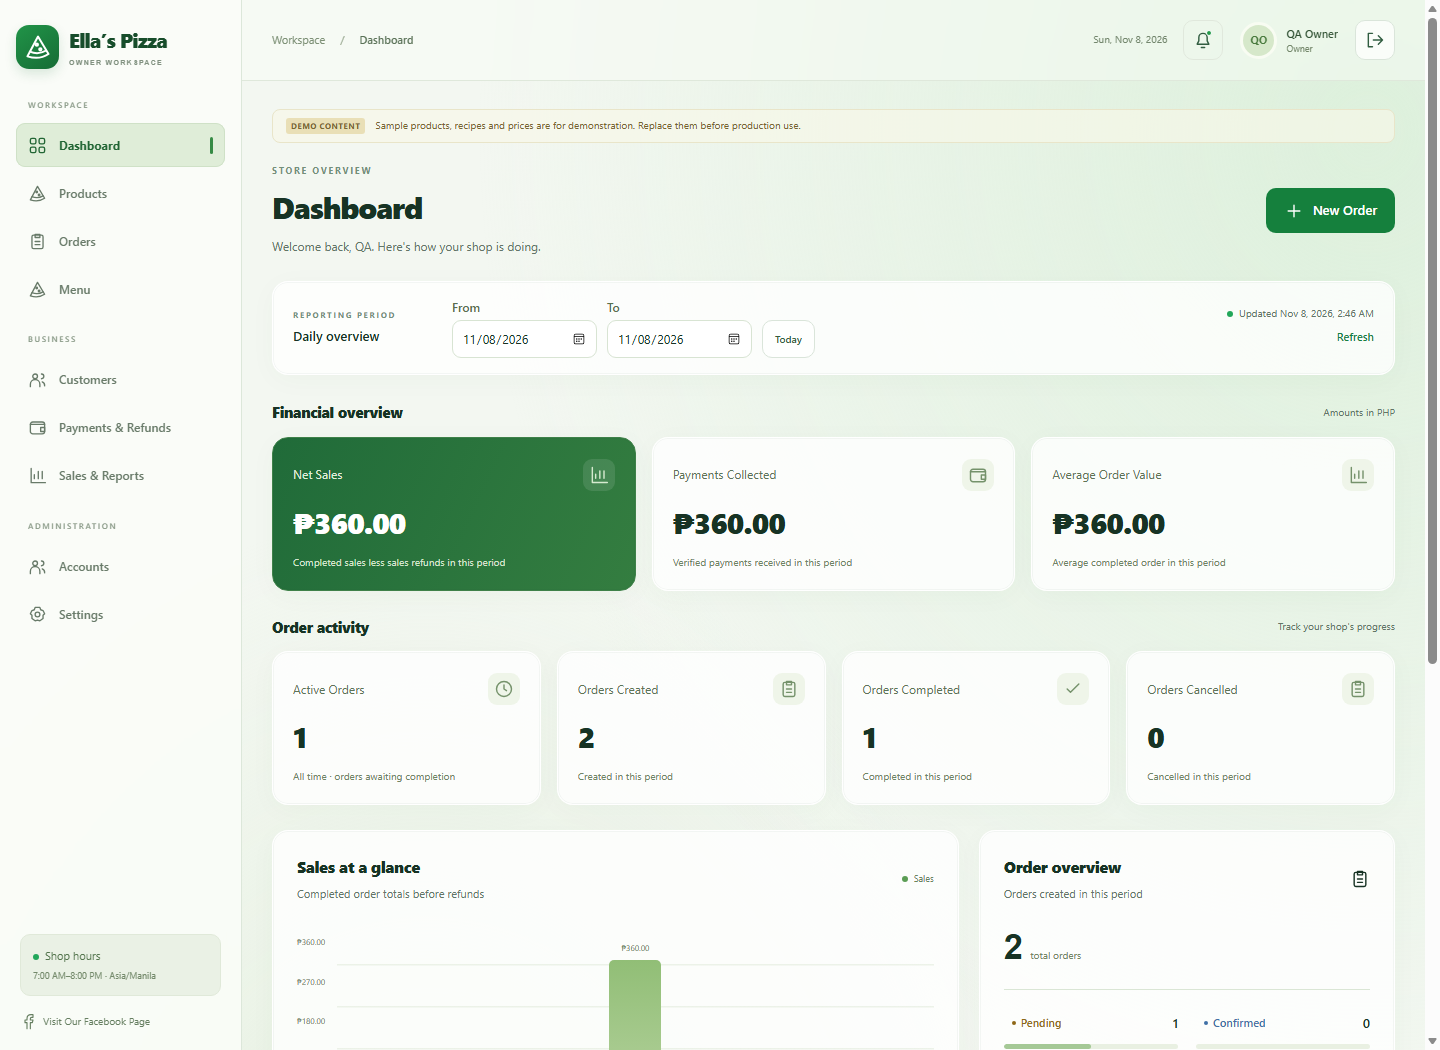 Ella's Pizza
OWNER WORKSPACE
WORKSPACE
Dashboard
Products
Orders
Menu
BUSINESS
Customers
Payments & Refunds
Sales & Reports
ADMINISTRATION
Accounts
Settings
Shop hours
7:00 AM–8:00 PM · Asia/Manila
Visit Our Facebook Page
Workspace / Dashboard
Sun, Nov 8, 2026
QO
QA Owner
Owner
DEMO CONTENT Sample products, recipes and prices are for demonstration. Replace them before production use.
STORE OVERVIEW
Dashboard
Welcome back, QA. Here's how your shop is doing.
New Order
REPORTING PERIOD
Daily overview
From
11/08/2026
To
11/08/2026
Today
Updated Nov 8, 2026, 2:46 AM
Refresh
Financial overview
Amounts in PHP
Net Sales
₱360.00
Completed sales less sales refunds in this period
Payments Collected
₱360.00
Verified payments received in this period
Average Order Value
₱360.00
Average completed order in this period
Order activity
Track your shop's progress
Active Orders
1
All time · orders awaiting completion
Orders Created
2
Created in this period
Orders Completed
1
Completed in this period
Orders Cancelled
0
Cancelled in this period
Sales at a glance
Completed order totals before refunds
Sales
₱360.00
₱360.00
₱270.00
₱180.00
Order overview
Orders created in this period
2 total orders
Pending 1
Confirmed 0